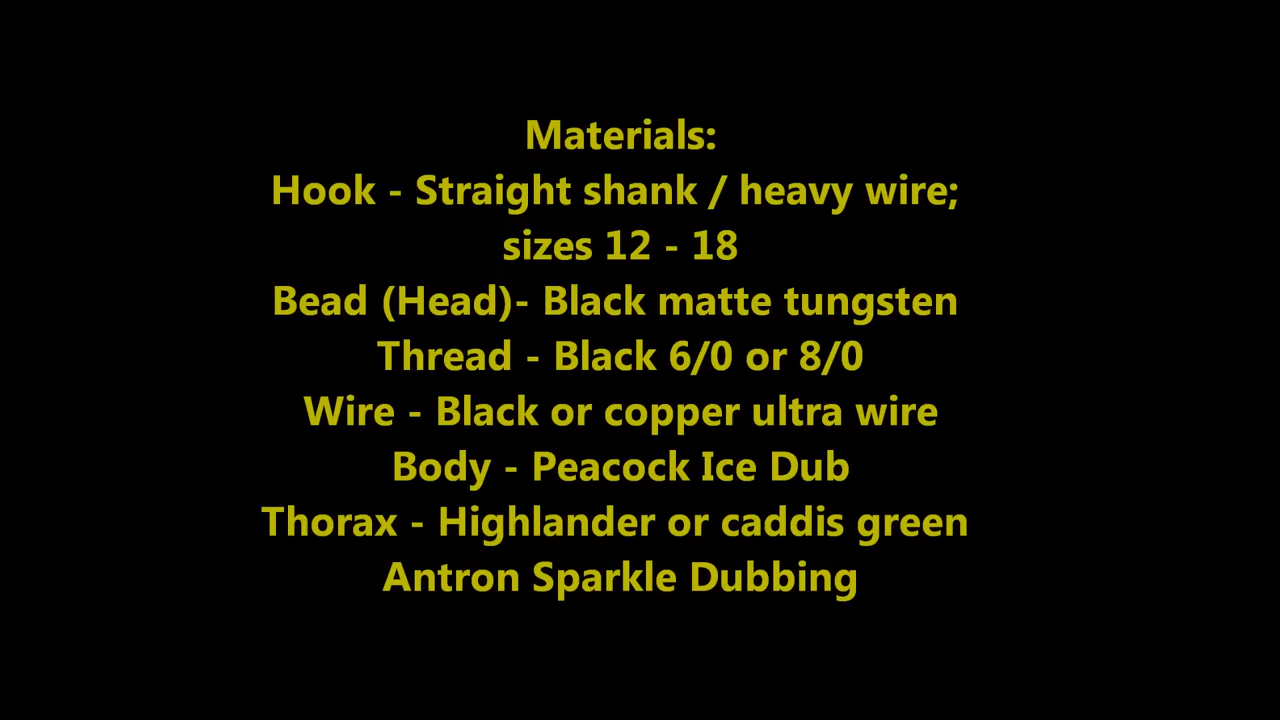 Materials:
Hook - Straight shank / heavy wire;
sizes 12 - 18
Bead (Head)- Black matte tungsten
Thread - Black 6/0 or 8/0
Wire - Black or copper ultra wire
Body - Peacock Ice Dub
Thorax - Highlander or caddis green
Antron Sparkle Dubbing